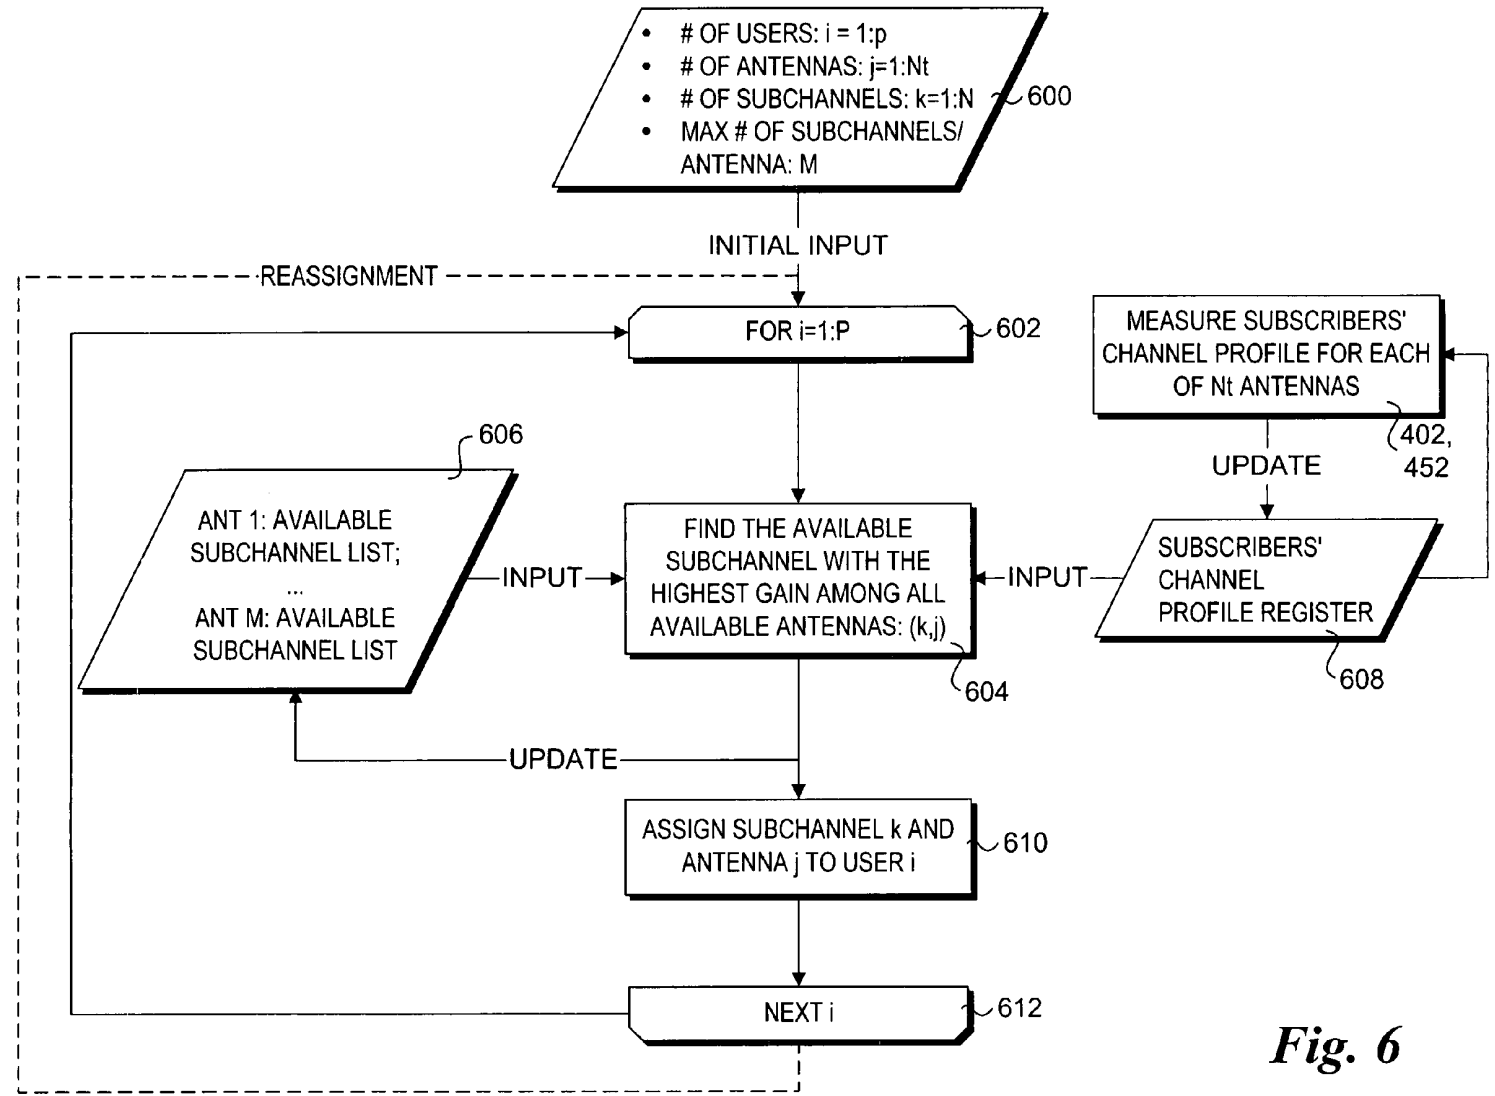 • # OF USERS: i = 1:p
• # OF ANTENNAS: j=1:Nt
• # OF SUBCHANNELS: k=1:N
• MAX # OF SUBCHANNELS/
ANTENNA: M
600
INITIAL INPUT
REASSIGNMENT
FOR i=1:P
602
MEASURE SUBSCRIBERS'
CHANNEL PROFILE FOR EACH
OF Nt ANTENNAS
402,
452
UPDATE
606
ANT 1: AVAILABLE
SUBCHANNEL LIST;
...
ANT M: AVAILABLE
SUBCHANNEL LIST
INPUT
FIND THE AVAILABLE
SUBCHANNEL WITH THE
HIGHEST GAIN AMONG ALL
AVAILABLE ANTENNAS: (k,j)
604
INPUT
SUBSCRIBERS'
CHANNEL
PROFILE REGISTER
608
UPDATE
ASSIGN SUBCHANNEL k AND
ANTENNA j TO USER i
610
NEXT i
612
Fig. 6